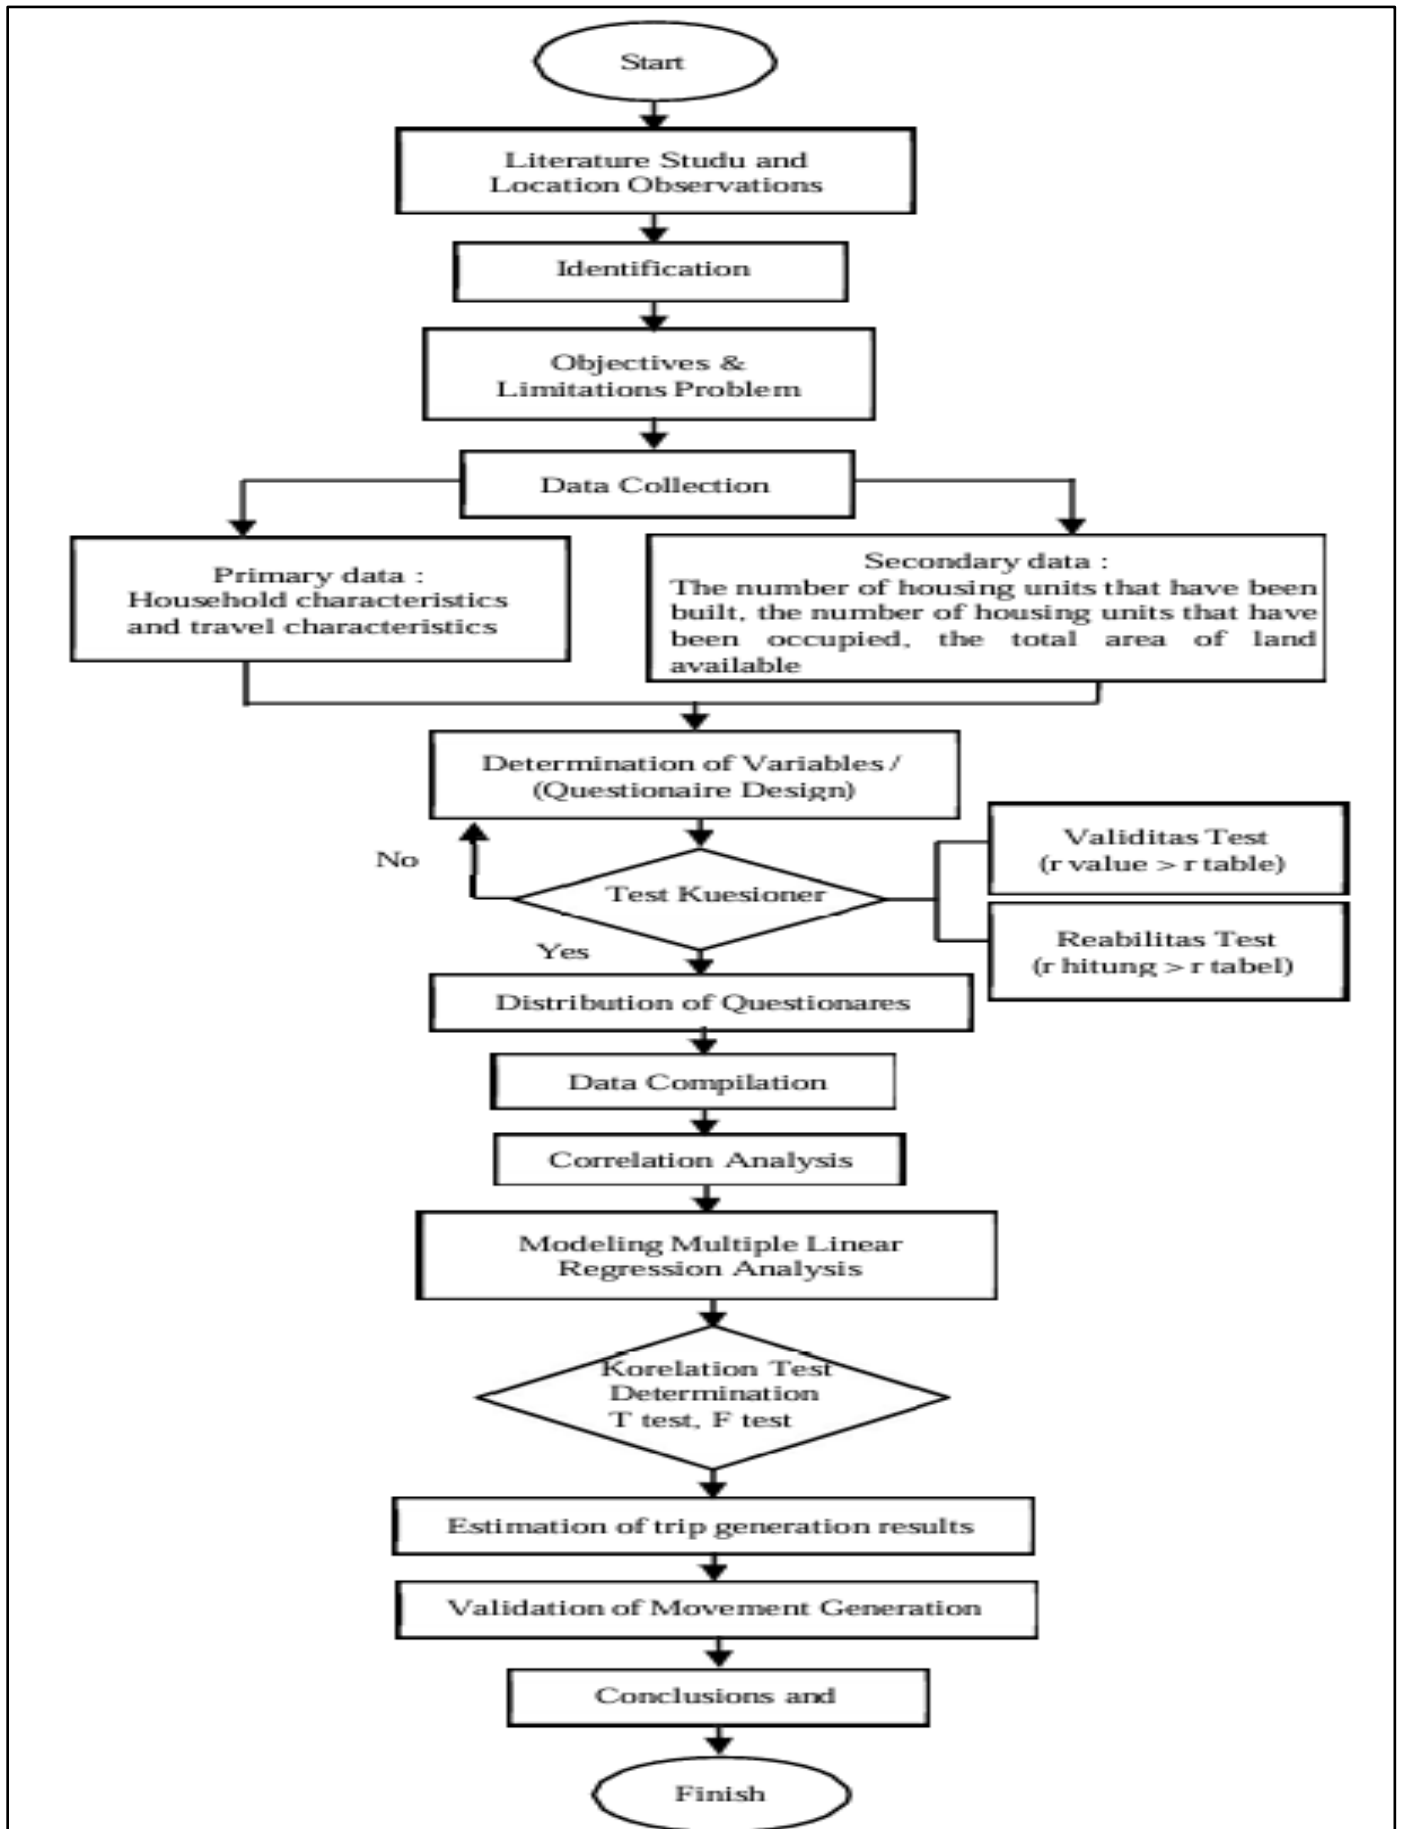 Start
Literature Studu and
Location Observations
Identification
Objectives &
Limitations Problem
Data Collection
Primary data :
Household characteristics
and travel characteristics
Secondary data :
The number of housing units that have been
built, the number of housing units that have
been occupied, the total area of land
available
Determination of Variables /
(Questionaire Design)
No
Test Kuesioner
Validitas Test
(r value > r table)
Reabilitas Test
(r hitung > r tabel)
Yes
Distribution of Questionares
Data Compilation
Correlation Analysis
Modeling Multiple Linear
Regression Analysis
Korelation Test
Determination
T test, F test
Estimation of trip generation results
Validation of Movement Generation
Conclusions and
Finish